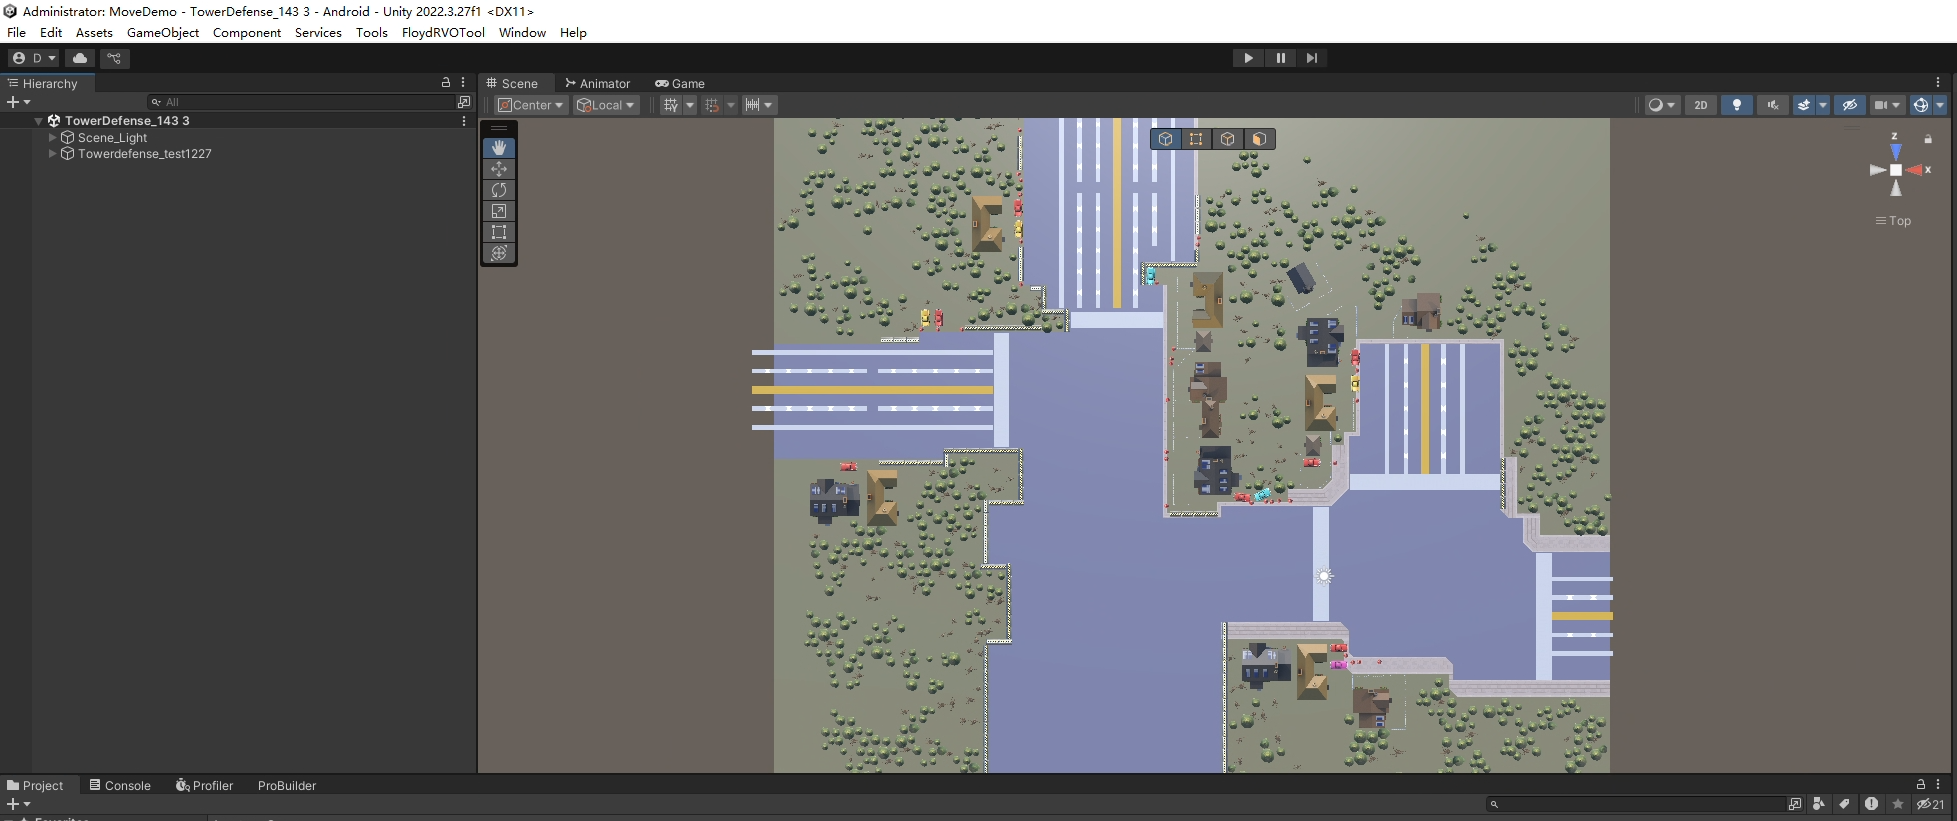 Administrator: MoveDemo - TowerDefense_143 3 - Android - Unity 2022.3.27f1 <DX11>
File Edit Assets GameObject Component Services Tools FloydRVOTool Window Help
D
Hierarchy
All
TowerDefense_143 3
Scene_Light
Towerdefense_test1227
Scene Animator Game
Center Local 2D
z
x
Top
Project Console Profiler ProBuilder
21